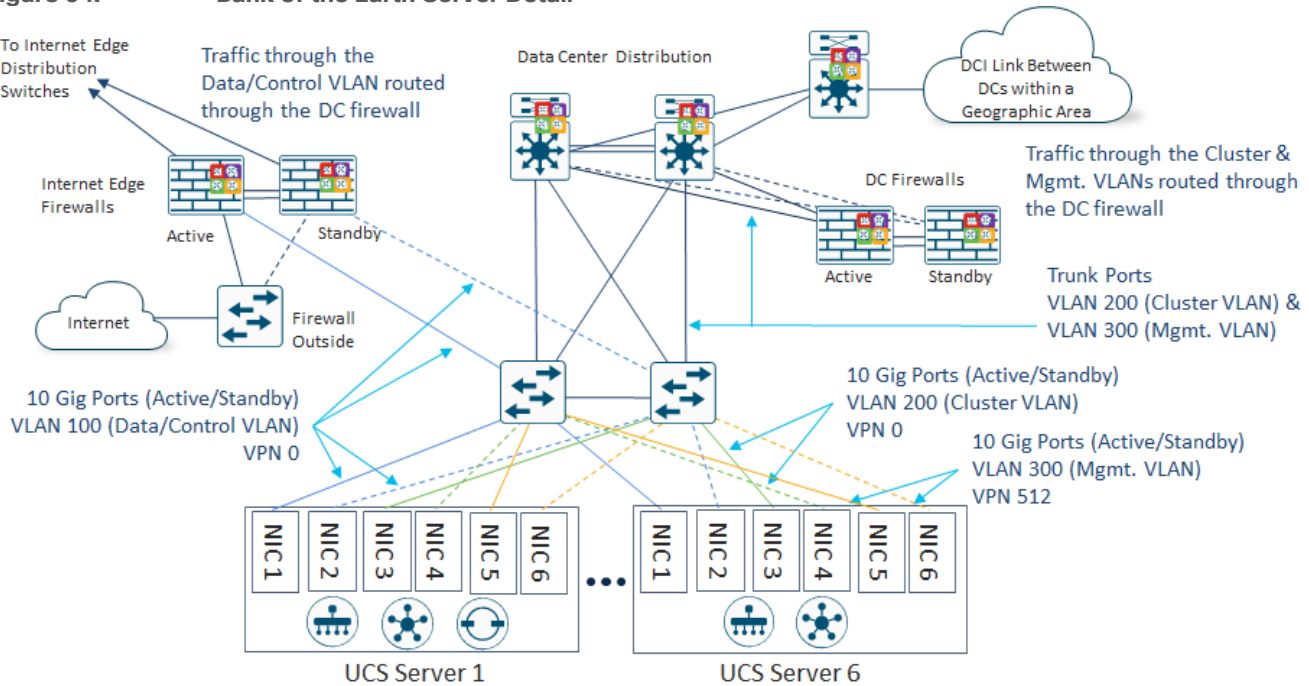 Bank of the Earth Server Detail
To Internet Edge
Distribution
Switches
Traffic through the
Data/Control VLAN routed
through the DC firewall
Data Center Distribution
DCI Link Between
DCs within a
Geographic Area
Internet Edge
Firewalls
Active
Standby
DC Firewalls
Active
Standby
Traffic through the Cluster &
Mgmt. VLANs routed through
the DC firewall
Internet
Firewall
Outside
Trunk Ports
VLAN 200 (Cluster VLAN) &
VLAN 300 (Mgmt. VLAN)
10 Gig Ports (Active/Standby)
VLAN 100 (Data/Control VLAN)
VPN 0
10 Gig Ports (Active/Standby)
VLAN 200 (Cluster VLAN)
VPN 0
10 Gig Ports (Active/Standby)
VLAN 300 (Mgmt. VLAN)
VPN 512
NIC 1
NIC 2
NIC 3
NIC 4
NIC 5
NIC 6
NIC 1
NIC 2
NIC 3
NIC 4
NIC 5
NIC 6
UCS Server 1
UCS Server 6